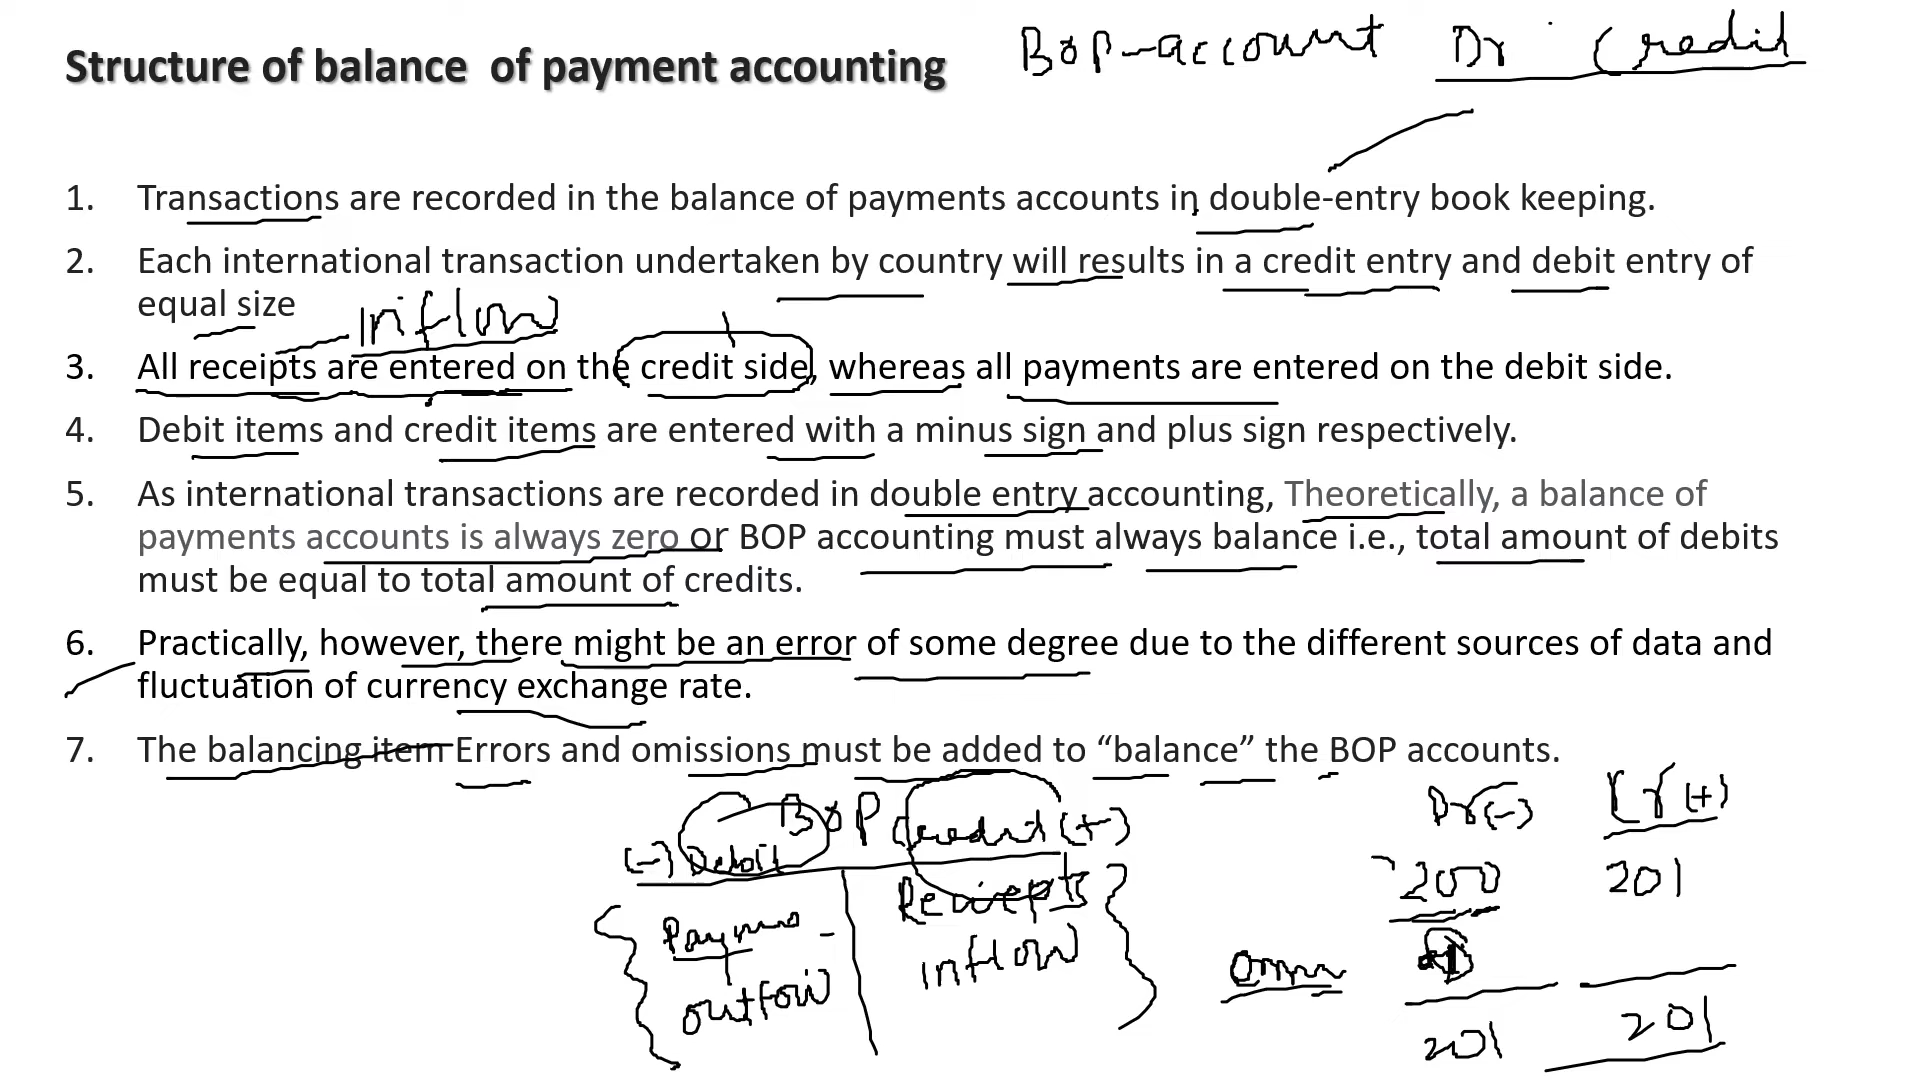 BOP-account Dr Credit
Structure of balance of payment accounting
1. Transactions are recorded in the balance of payments accounts in double-entry book keeping.
2. Each international transaction undertaken by country will results in a credit entry and debit entry of
equal size
inflow
3. All receipts are entered on the credit side, whereas all payments are entered on the debit side.
4. Debit items and credit items are entered with a minus sign and plus sign respectively.
5. As international transactions are recorded in double entry accounting, Theoretically, a balance of
payments accounts is always zero or BOP accounting must always balance i.e., total amount of debits
must be equal to total amount of credits.
6. Practically, however, there might be an error of some degree due to the different sources of data and
fluctuation of currency exchange rate.
7. The balancing item Errors and omissions must be added to “balance” the BOP accounts.
BOP
(-) Debit Credit (+)
Reciepts
outflow inflow
Dr(-) Cr(+)
200 201
201 201